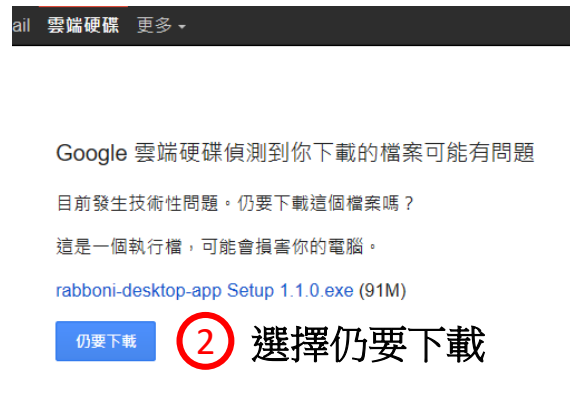 ail 雲端硬碟 更多
Google 雲端硬碟偵測到你下載的檔案可能有問題
目前發生技術性問題。仍要下載這個檔案嗎？
這是一個執行檔，可能會損害你的電腦。
rabboni-desktop-app Setup 1.1.0.exe (91M)
仍要下載 2 選擇仍要下載